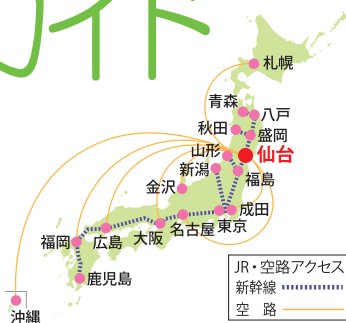 ガイド
札幌
青森
八戸
秋田
盛岡
山形
仙台
新潟
福島
金沢
成田
東京
名古屋
大阪
広島
福岡
鹿児島
沖縄
JR・空路アクセス
新幹線
空 路